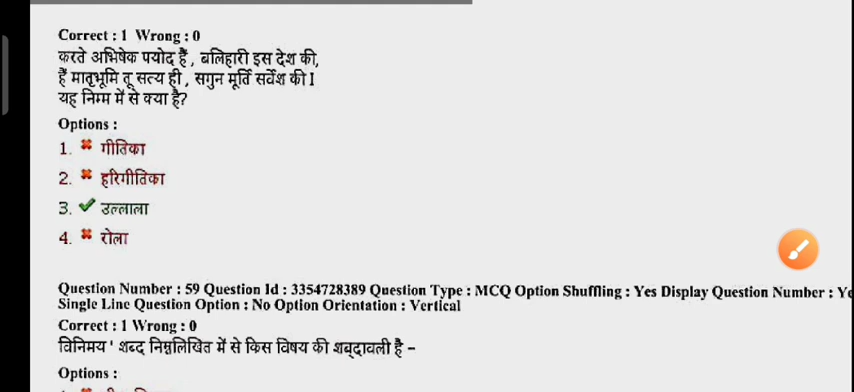 Correct : 1 Wrong : 0
करते अभिषेक पयोद हैं , बलिहारी इस देश की,
हैं मातृभूमि तू सत्य ही , सगुन मूर्ति सर्वेश की I
यह निम्म में से क्या है?
Options :
1. गीतिका
2. हरिगीतिका
3. उल्लाला
4. रोला
Question Number : 59 Question Id : 3354728389 Question Type : MCQ Option Shuffling : Yes Display Question Number : Ye
Single Line Question Option : No Option Orientation : Vertical
Correct : 1 Wrong : 0
विनिमय ' शब्द निम्नलिखित में से किस विषय की शब्दावली है –
Options :